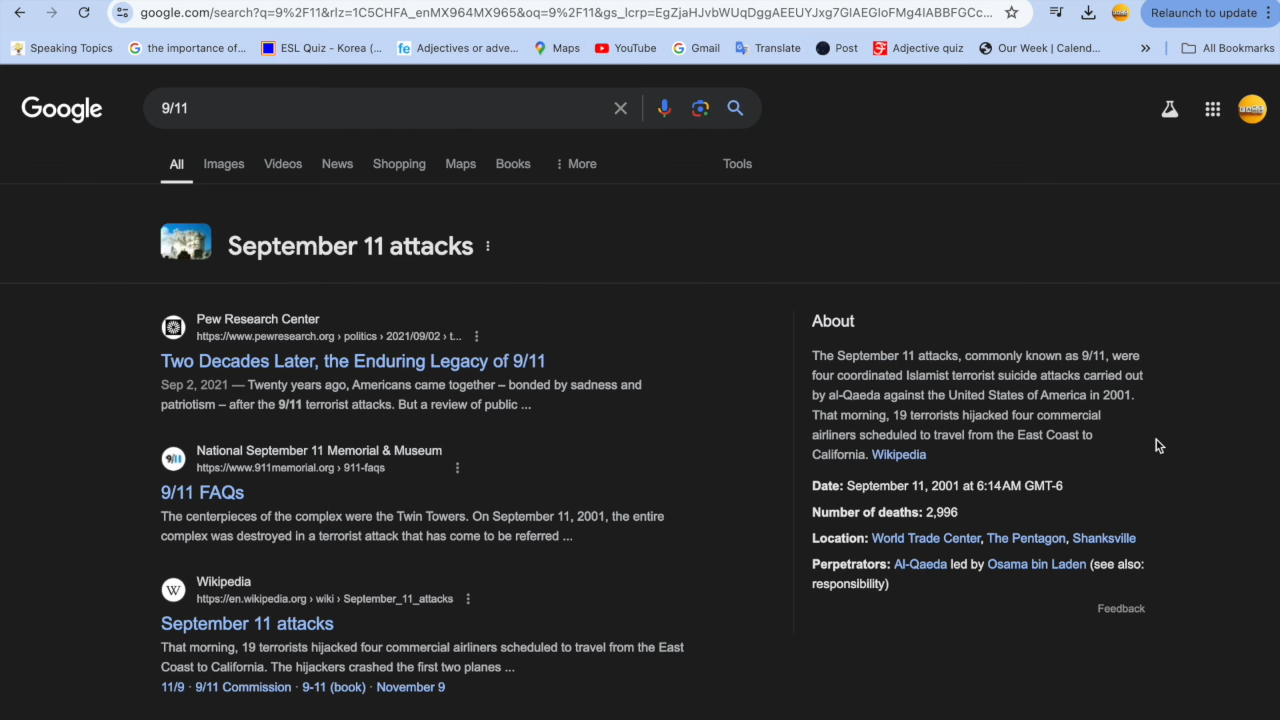 google.com/search?q=9%2F11&rlz=1C5CHFA_enMX964MX965&oq=9%2F11&gs_lcrp=EgZjaHJvbWUqDggAEEUYJxg7GIAEGIoFMg4IABBFGCc...
Relaunch to update
Speaking Topics
the importance of...
ESL Quiz - Korea (...
fe Adjectives or adve...
Maps
YouTube
Gmail
Translate
Post
Adjective quiz
Our Week | Calend...
»
All Bookmarks
Google
9/11
All Images Videos News Shopping Maps Books More Tools
September 11 attacks
Pew Research Center
https://www.pewresearch.org › politics › 2021/09/02 › t...
Two Decades Later, the Enduring Legacy of 9/11
Sep 2, 2021 — Twenty years ago, Americans came together – bonded by sadness and
patriotism – after the 9/11 terrorist attacks. But a review of public ...
9/11
National September 11 Memorial & Museum
https://www.911memorial.org › 911-faqs
9/11 FAQs
The centerpieces of the complex were the Twin Towers. On September 11, 2001, the entire
complex was destroyed in a terrorist attack that has come to be referred ...
W
Wikipedia
https://en.wikipedia.org › wiki › September_11_attacks
September 11 attacks
That morning, 19 terrorists hijacked four commercial airliners scheduled to travel from the East
Coast to California. The hijackers crashed the first two planes ...
11/9 · 9/11 Commission · 9-11 (book) · November 9
About
The September 11 attacks, commonly known as 9/11, were
four coordinated Islamist terrorist suicide attacks carried out
by al-Qaeda against the United States of America in 2001.
That morning, 19 terrorists hijacked four commercial
airliners scheduled to travel from the East Coast to
California. Wikipedia
Date: September 11, 2001 at 6:14 AM GMT-6
Number of deaths: 2,996
Location: World Trade Center, The Pentagon, Shanksville
Perpetrators: Al-Qaeda led by Osama bin Laden (see also:
responsibility)
Feedback